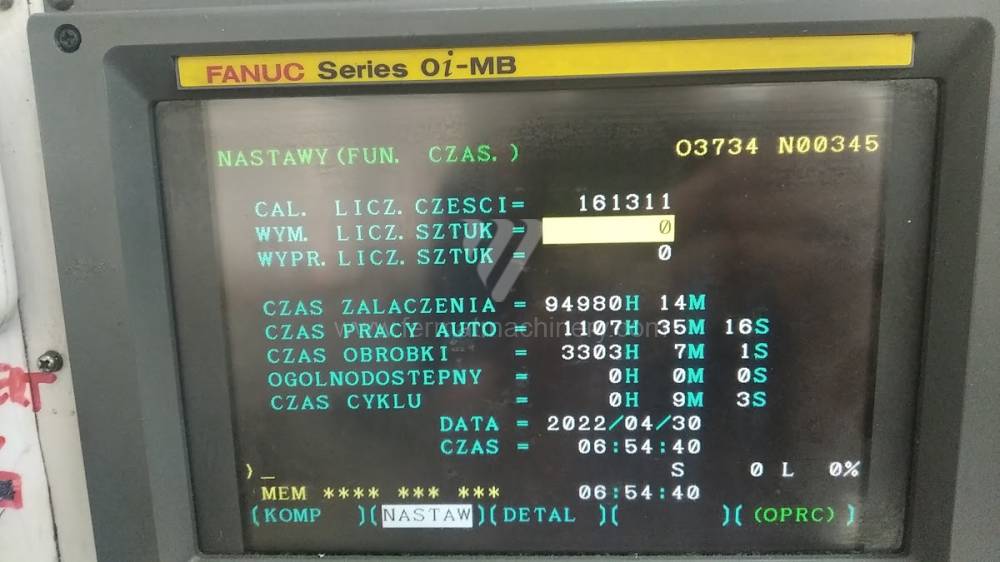 FANUC Series 0i-MB
NASTAWY(FUN. CZAS.) O3734 N00345
CAL. LICZ.CZESCI= 161311
WYM. LICZ.SZTUK = 0
WYPR.LICZ.SZTUK = 0
CZAS ZALACZENIA = 94980H 14M
CZAS PRACY AUTO = 1107H 35M 16S
CZAS OBROBKI = 3303H 7M 1S
OGOLNODOSTEPNY = 0H 0M 0S
CZAS CYKLU = 0H 9M 3S
DATA = 2022/04/30
CZAS = 06:54:40
>_ S 0 L 0%
MEM **** *** *** 06:54:40
(KOMP )(NASTAW)(DETAL )( )( (OPRC) )